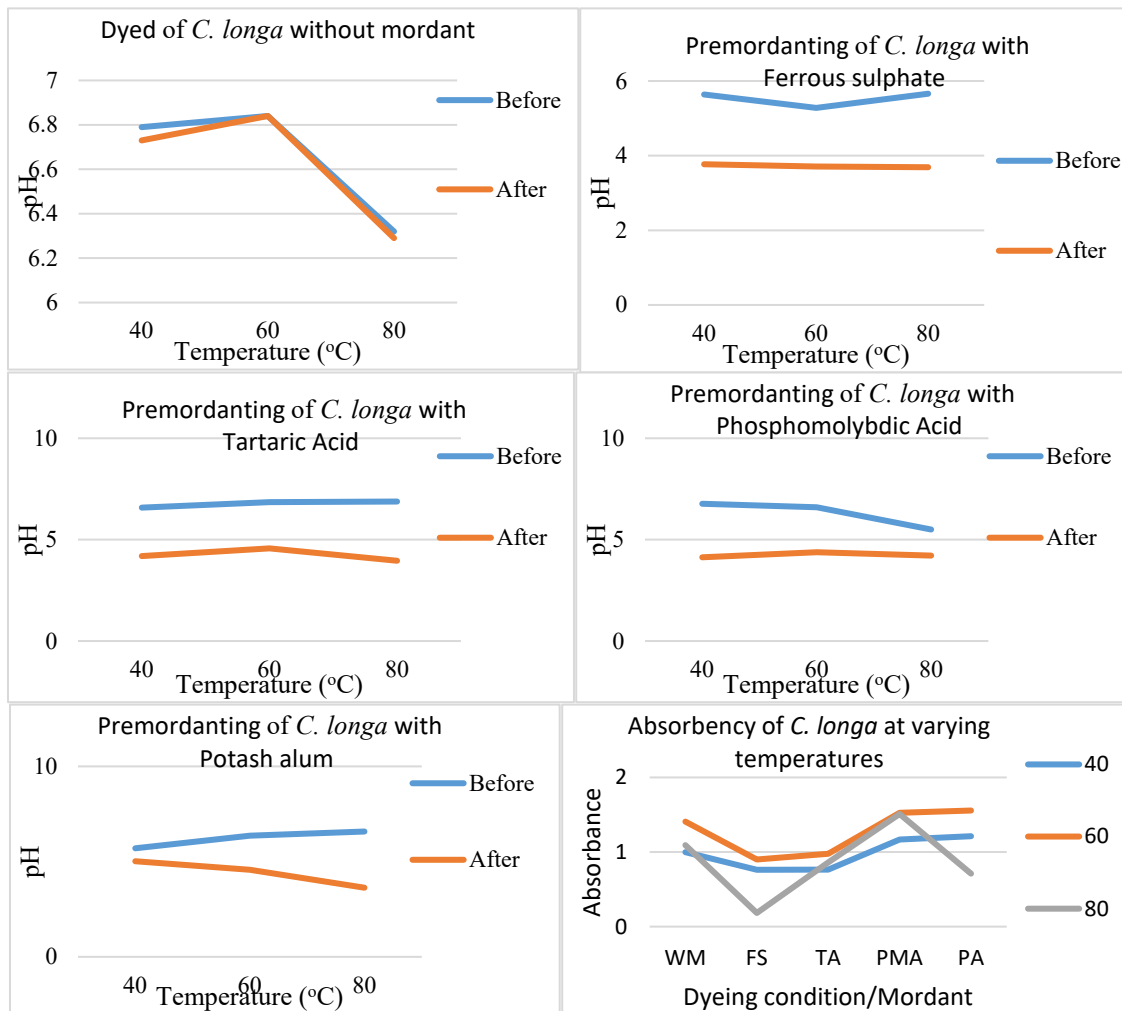 Dyed of C. longa without mordant
7
6.8
6.6
6.4
6.2
6
pH
40 60 80
Temperature (°C)
Before
After
Premordanting of C. longa with
Ferrous sulphate
6
4
2
0
pH
40 60 80
Temperature (°C)
Before
After
Premordanting of C. longa with
Tartaric Acid
10
5
0
pH
40 60 80
Temperature (°C)
Before
After
Premordanting of C. longa with
Phosphomolybdic Acid
10
5
0
pH
40 60 80
Temperature (°C)
Before
After
Premordanting of C. longa with
Potash alum
10
5
0
pH
40 60 80
Temperature (°C)
Before
After
Absorbency of C. longa at varying
temperatures
2
1
0
Absorbance
WM FS TA PMA PA
Dyeing condition/Mordant
40
60
80